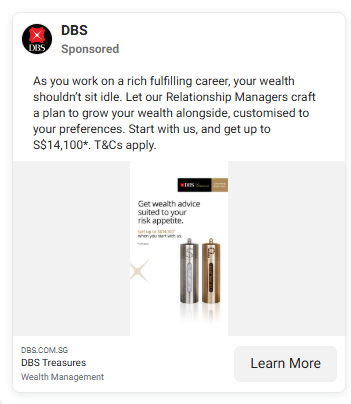 DBS
DBS
Sponsored
As you work on a rich fulfilling career, your wealth
shouldn't sit idle. Let our Relationship Managers craft
a plan to grow your wealth alongside, customised to
your preferences. Start with us, and get up to
S$14,100*. T&Cs apply.
DBS
Get wealth advice
suited to your
risk appetite.
Get up to S$14,100*
when you start with us.
DBS.COM.SG
DBS Treasures
Wealth Management
Learn More